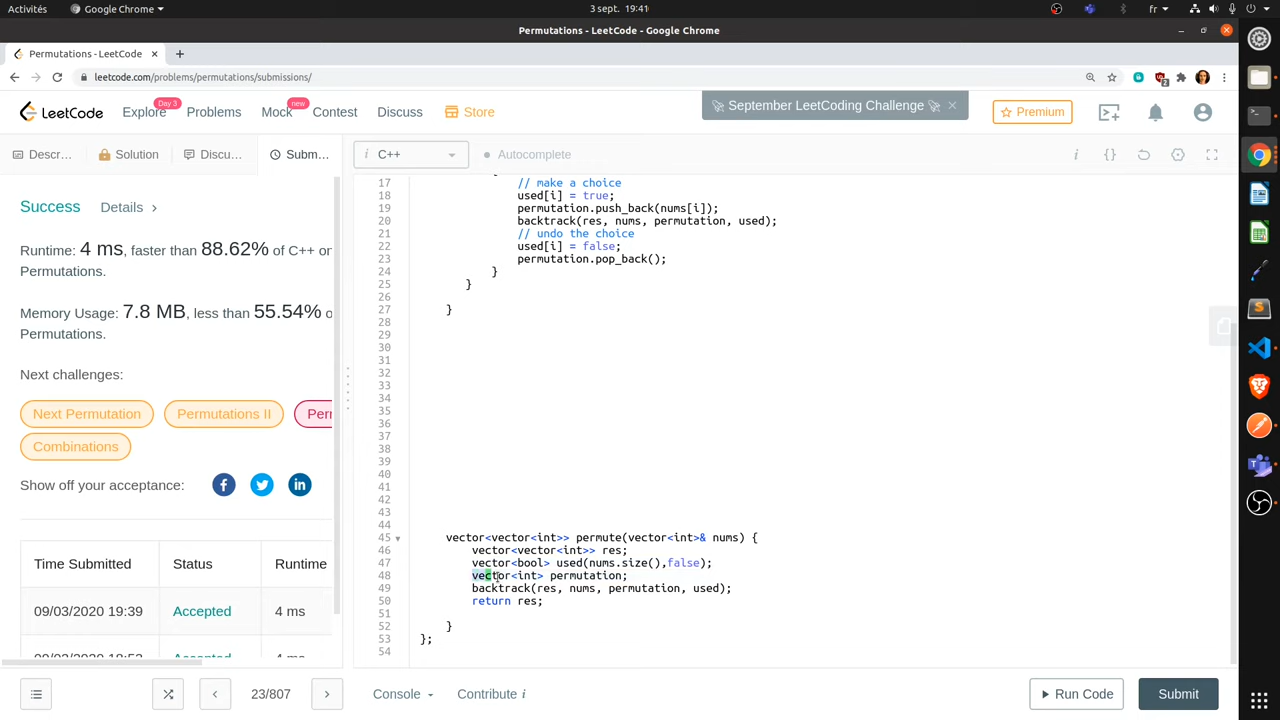 Activités
Google Chrome
3 sept. 19:41
fr
Permutations - LeetCode - Google Chrome
Permutations - LeetCode
leetcode.com/problems/permutations/submissions/
LeetCode
Explore
Day 3
Problems
Mock
new
Contest
Discuss
Store
September LeetCoding Challenge
Premium
Descr...
Solution
Discu...
Subm...
i C++
Autocomplete
Success
Details
Runtime: 4 ms, faster than 88.62% of C++ on
Permutations.
Memory Usage: 7.8 MB, less than 55.54% o
Permutations.
Next challenges:
Next Permutation
Permutations II
Perr
Combinations
Show off your acceptance:
Time Submitted Status Runtime
09/03/2020 19:39 Accepted 4 ms
17 // make a choice
18 used[i] = true;
19 permutation.push_back(nums[i]);
20 backtrack(res, nums, permutation, used);
21 // undo the choice
22 used[i] = false;
23 permutation.pop_back();
24 }
25 }
26
27 }
28
29
30
31
32
33
34
35
36
37
38
39
40
41
42
43
44
45 vector<vector<int>> permute(vector<int>& nums) {
46 vector<vector<int>> res;
47 vector<bool> used(nums.size(),false);
48 vector<int> permutation;
49 backtrack(res, nums, permutation, used);
50 return res;
51
52 }
53 };
54
23/807
Console
Contribute i
Run Code
Submit